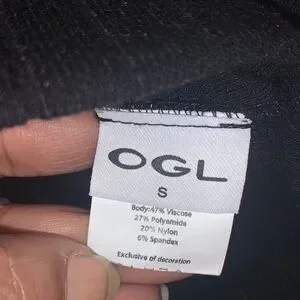 OGL
S
Body:47% Viscose
27% Polyamide
20% Nylon
6% Spandex
Exclusive of decoration